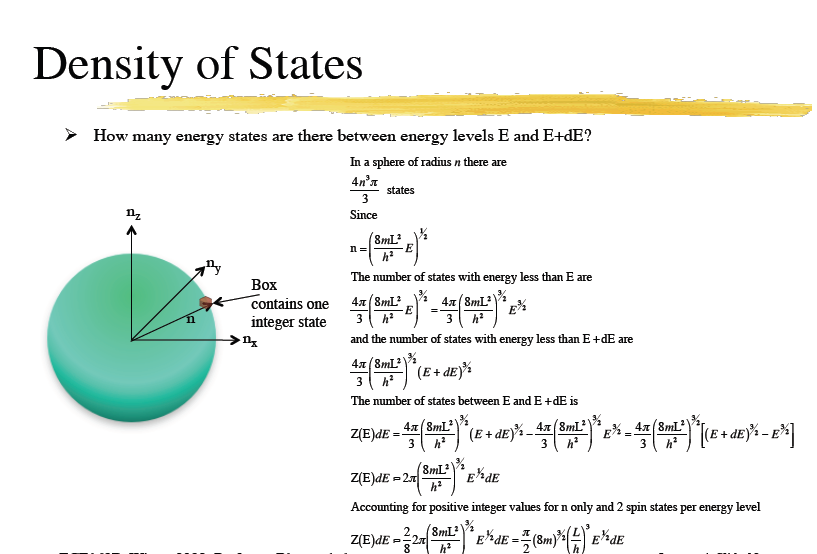 Density of States
➢ How many energy states are there between energy levels E and E+dE?
In a sphere of radius n there are
4n³π/3 states
Since
n = (8mL²/h² E)^½
The number of states with energy less than E are
4π/3 (8mL²/h² E)^3⁄2 = 4π/3 (8mL²/h²)^3⁄2 E^3⁄2
and the number of states with energy less than E + dE are
4π/3 (8mL²/h²)^3⁄2 (E + dE)^3⁄2
The number of states between E and E + dE is
Z(E)dE = 4π/3 (8mL²/h²)^3⁄2 (E + dE)^3⁄2 − 4π/3 (8mL²/h²)^3⁄2 E^3⁄2 = 4π/3 (8mL²/h²)^3⁄2 [(E + dE)^3⁄2 − E^3⁄2]
Z(E)dE = 2π (8mL²/h²)^3⁄2 E^½ dE
Accounting for positive integer values for n only and 2 spin states per energy level
Z(E)dE = 2/8 2π (8mL²/h²)^3⁄2 E^½ dE = π/2 (8m)^3⁄2 (L/h)³ E^½ dE
n_z
n_y
Box
contains one
integer state
n
n_x